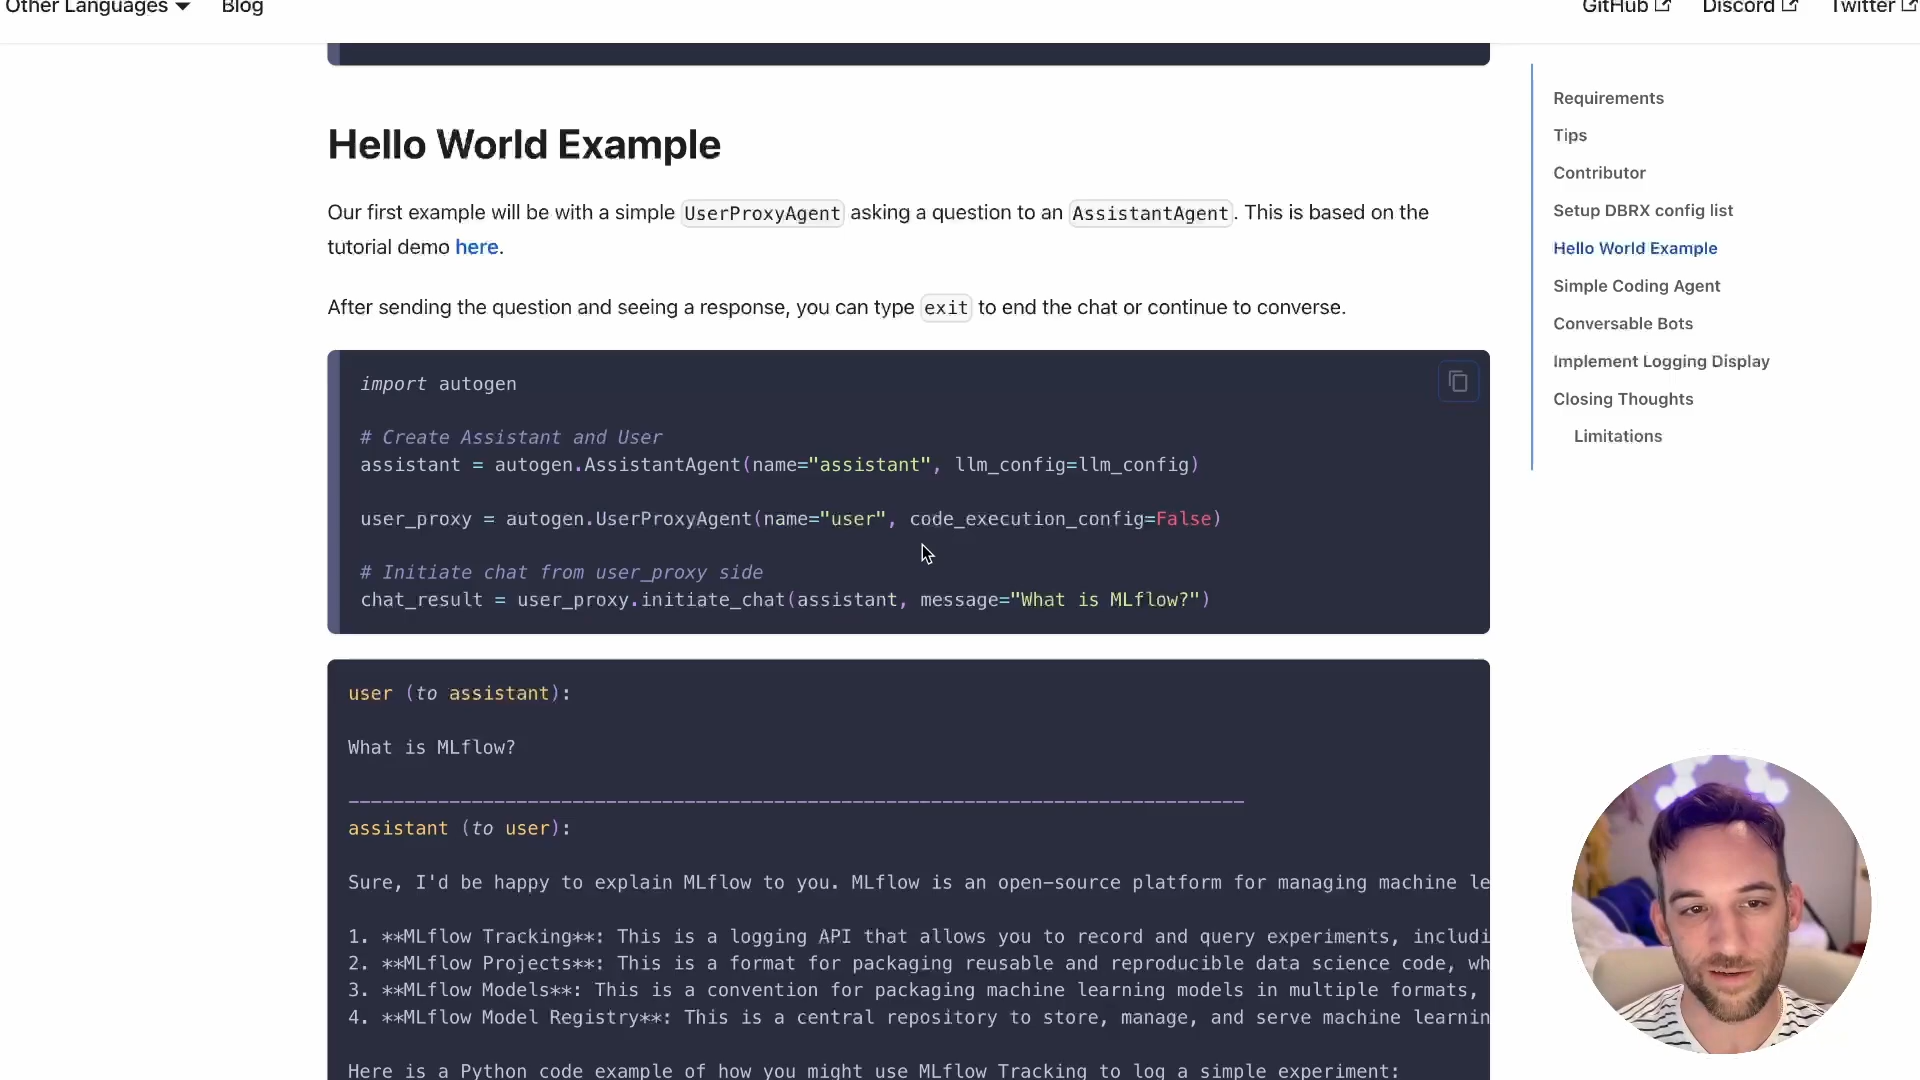 Other Languages
Blog
GitHub
Discord
Twitter
Hello World Example
Our first example will be with a simple UserProxyAgent asking a question to an AssistantAgent. This is based on the
tutorial demo here.
After sending the question and seeing a response, you can type exit to end the chat or continue to converse.
import autogen
# Create Assistant and User
assistant = autogen.AssistantAgent(name="assistant", llm_config=llm_config)
user_proxy = autogen.UserProxyAgent(name="user", code_execution_config=False)
# Initiate chat from user_proxy side
chat_result = user_proxy.initiate_chat(assistant, message="What is MLflow?")
user (to assistant):
What is MLflow?
--------------------------------------------------------------------------------
assistant (to user):
Sure, I'd be happy to explain MLflow to you. MLflow is an open-source platform for managing machine le
1. **MLflow Tracking**: This is a logging API that allows you to record and query experiments, includi
2. **MLflow Projects**: This is a format for packaging reusable and reproducible data science code, wh
3. **MLflow Models**: This is a convention for packaging machine learning models in multiple formats,
4. **MLflow Model Registry**: This is a central repository to store, manage, and serve machine learnin
Here is a Python code example of how you might use MLflow Tracking to log a simple experiment:
Requirements
Tips
Contributor
Setup DBRX config list
Hello World Example
Simple Coding Agent
Conversable Bots
Implement Logging Display
Closing Thoughts
Limitations